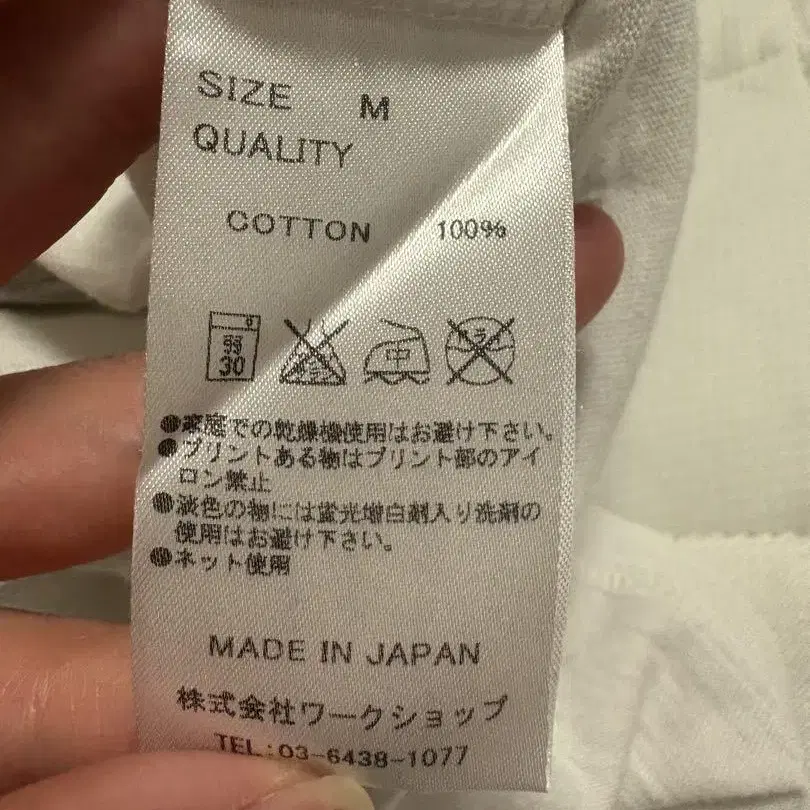 SIZE M
QUALITY
COTTON 100%
弱
30
中
●家庭での乾燥機使用はお避け下さい。
●プリントある物はプリント部のアイ
ロン禁止
●淡色の物には蛍光増白剤入り洗剤の
使用はお避け下さい。
●ネット使用
MADE IN JAPAN
株式会社ワークショップ
TEL:03-6438-1077